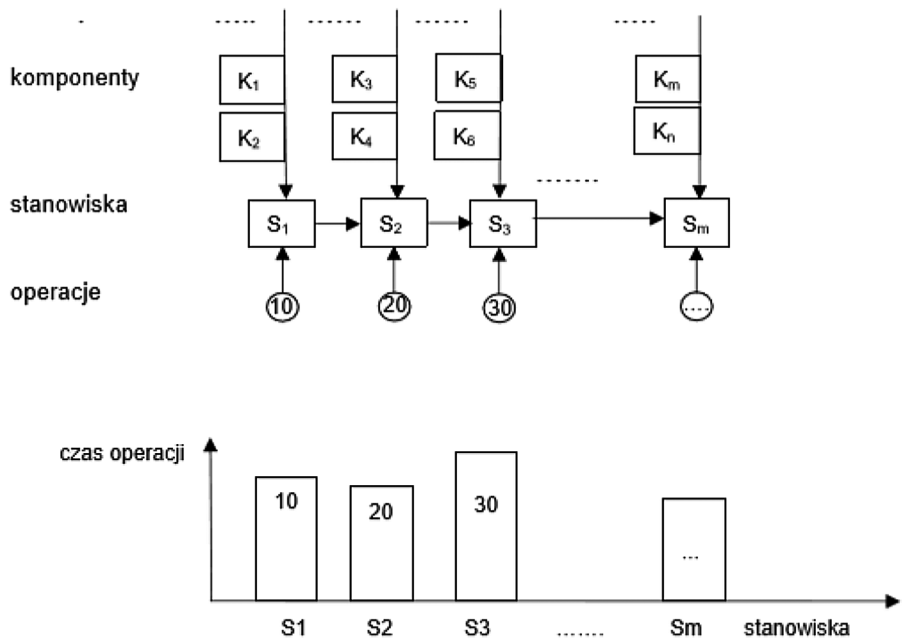 . ...... ....... ....... .....
komponenty K₁ K₃ K₅ Kₘ
K₂ K₄ K₆ Kₙ
........
stanowiska S₁ S₂ S₃ Sₘ
operacje 10 20 30 ....
czas operacji
10 20 30 ...
S1 S2 S3 ....... Sm stanowiska